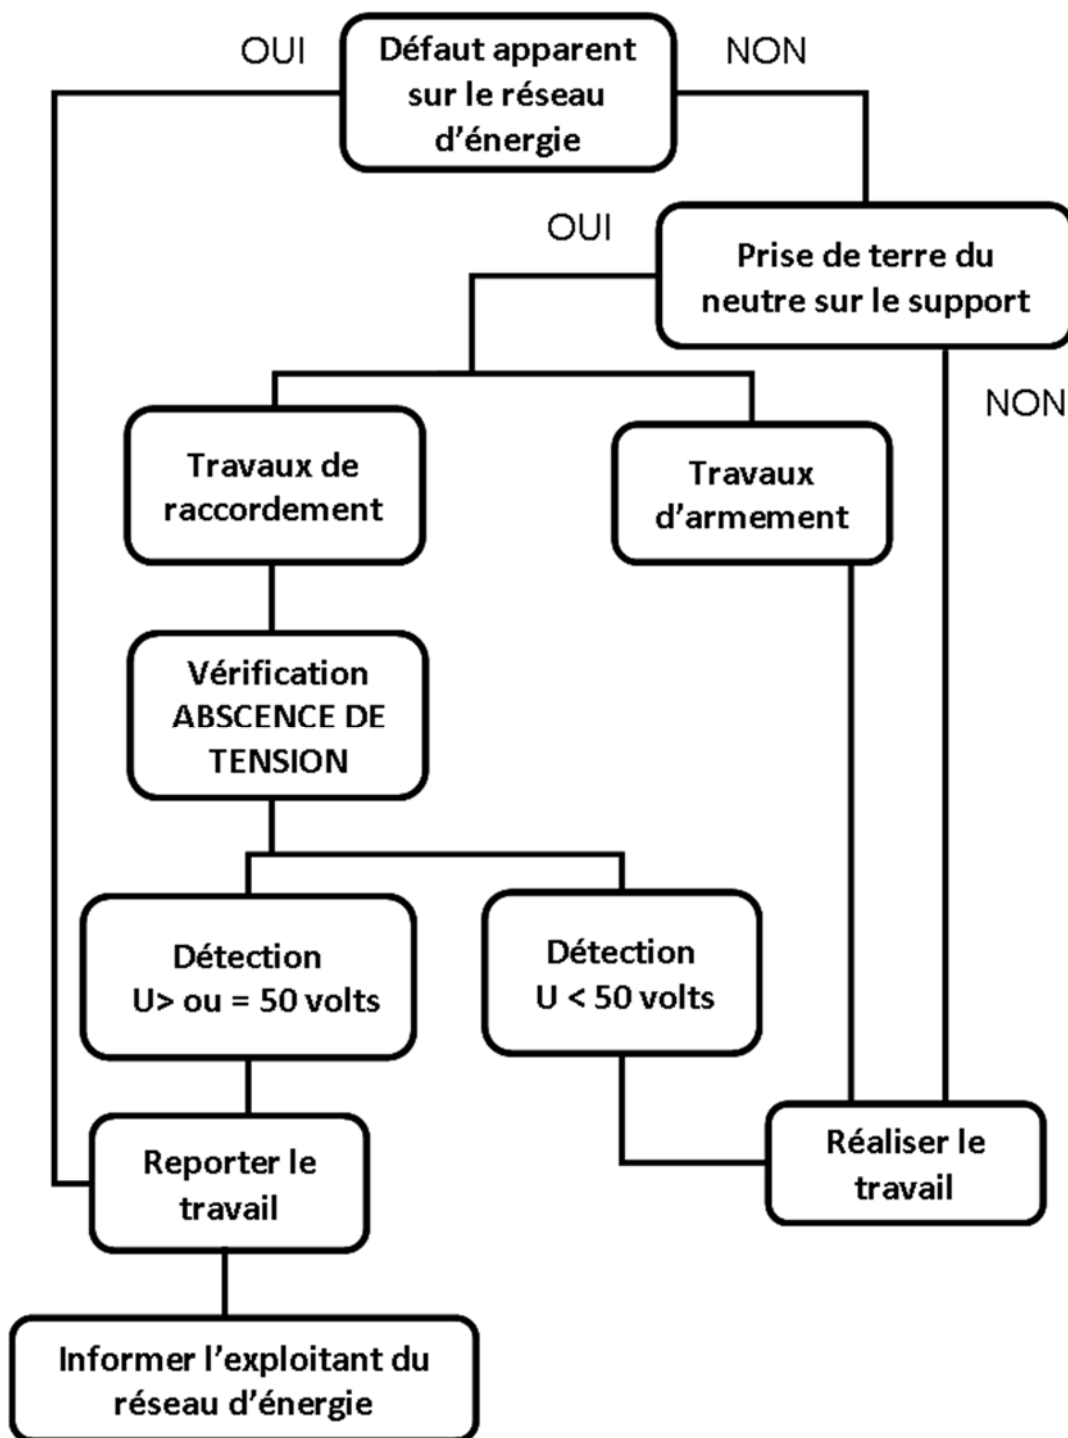 OUI
Défaut apparent
sur le réseau
d'énergie
NON
OUI
Prise de terre du
neutre sur le support
NON
Travaux de
raccordement
Travaux
d'armement
Vérification
ABSCENCE DE
TENSION
Détection
U> ou = 50 volts
Détection
U < 50 volts
Reporter le
travail
Réaliser le
travail
Informer l'exploitant du
réseau d'énergie